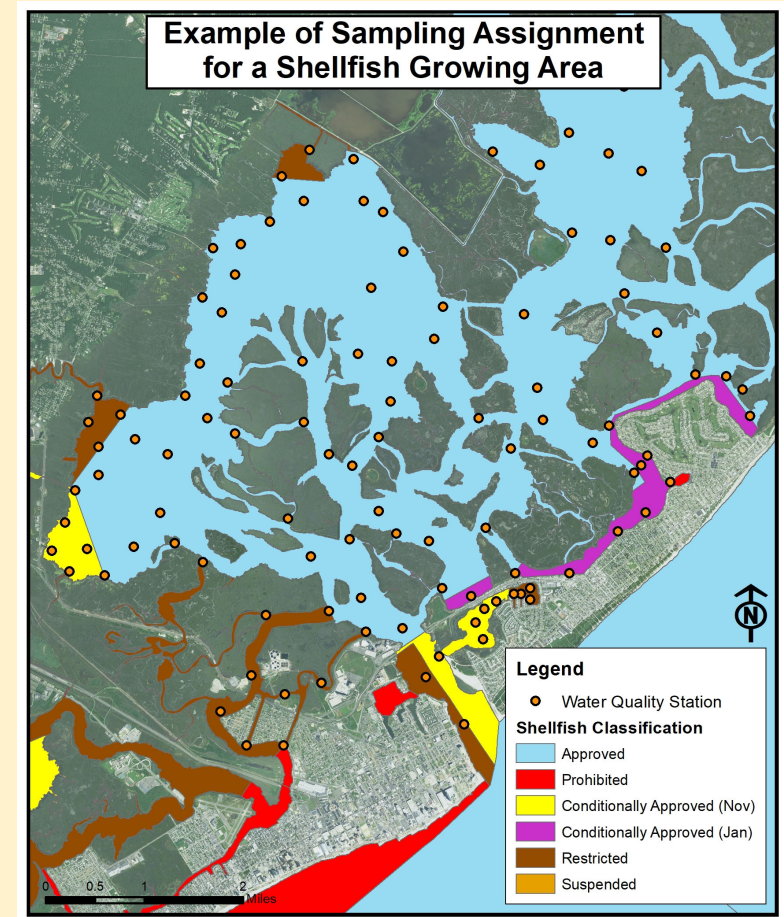 Example of Sampling Assignment
for a Shellfish Growing Area
N
Legend
Water Quality Station
Shellfish Classification
Approved
Prohibited
Conditionally Approved (Nov)
Conditionally Approved (Jan)
Restricted
Suspended
0 0.5 1 2
Miles